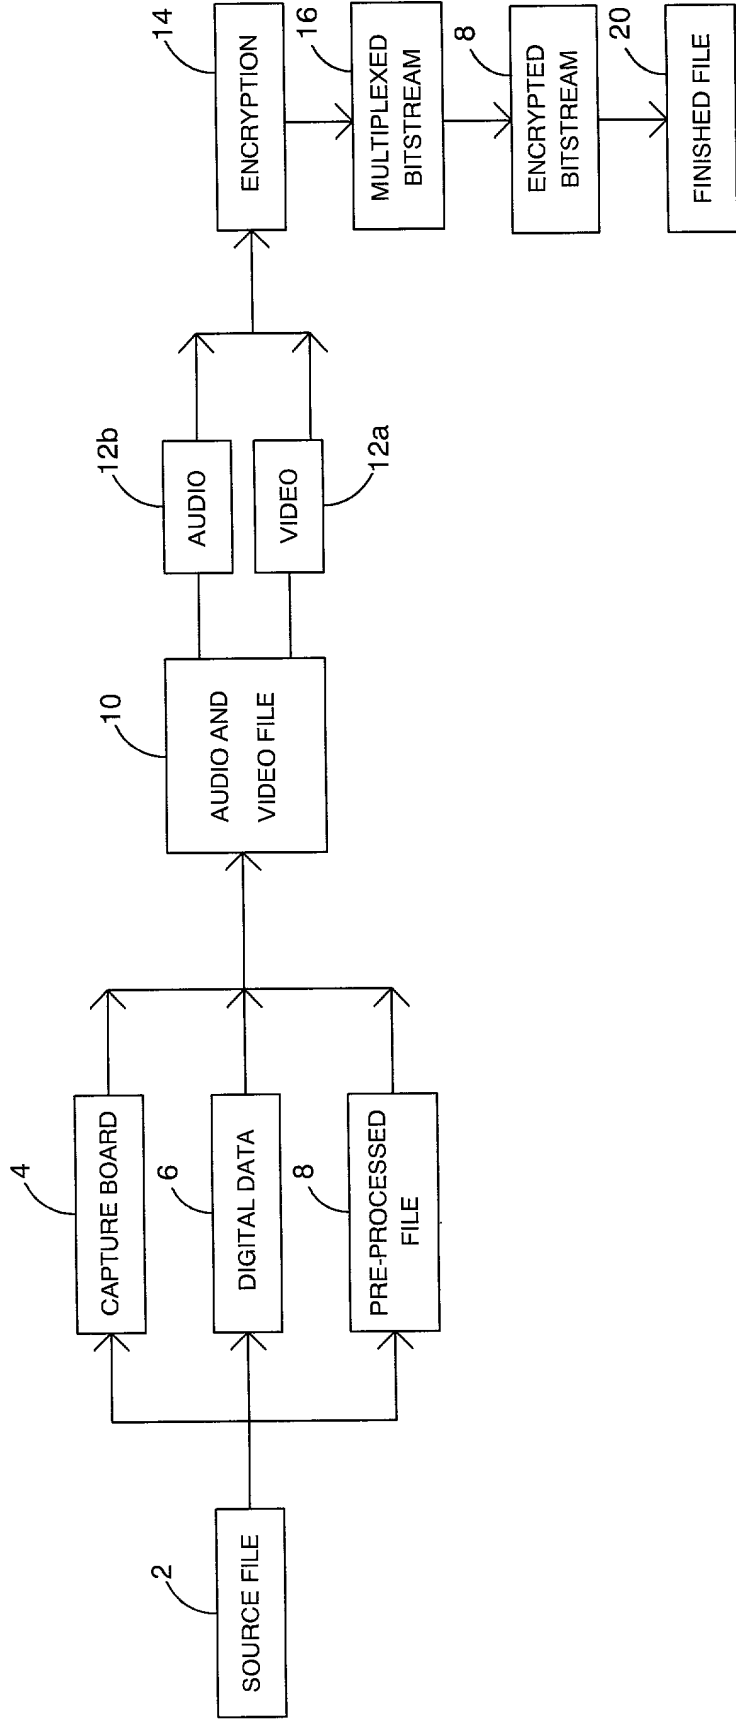 2
SOURCE FILE
4
CAPTURE BOARD
6
DIGITAL DATA
8
PRE-PROCESSED
FILE
10
AUDIO AND
VIDEO FILE
12b
AUDIO
VIDEO
12a
14
ENCRYPTION
16
MULTIPLEXED
BITSTREAM
8
ENCRYPTED
BITSTREAM
20
FINISHED FILE